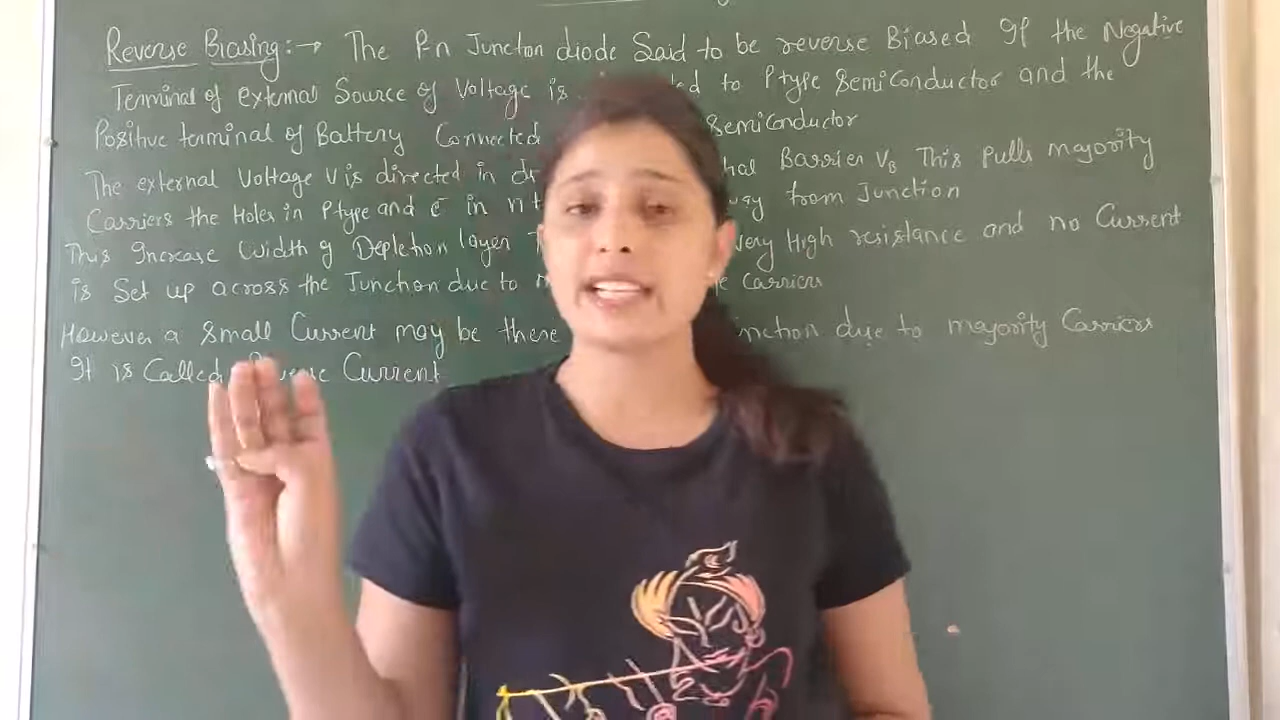 Reverse Biasing:→ The P-n Junction diode Said to be reverse Biased If the Negative
Terminal of external Source of Voltage is ed to Ptype SemiConductor and the
Positive terminal of Battery Connected SemiConductor
The external Voltage V is directed in Barrier VB This pulls majority
Carriers the Holes in Ptype and e- in from Junction
This Increase Width of Depletion layer very High resistance and no Current
is Set up across the Junction due to Carriers
However a Small Current may be there due to majority Carriers
It is Called Current